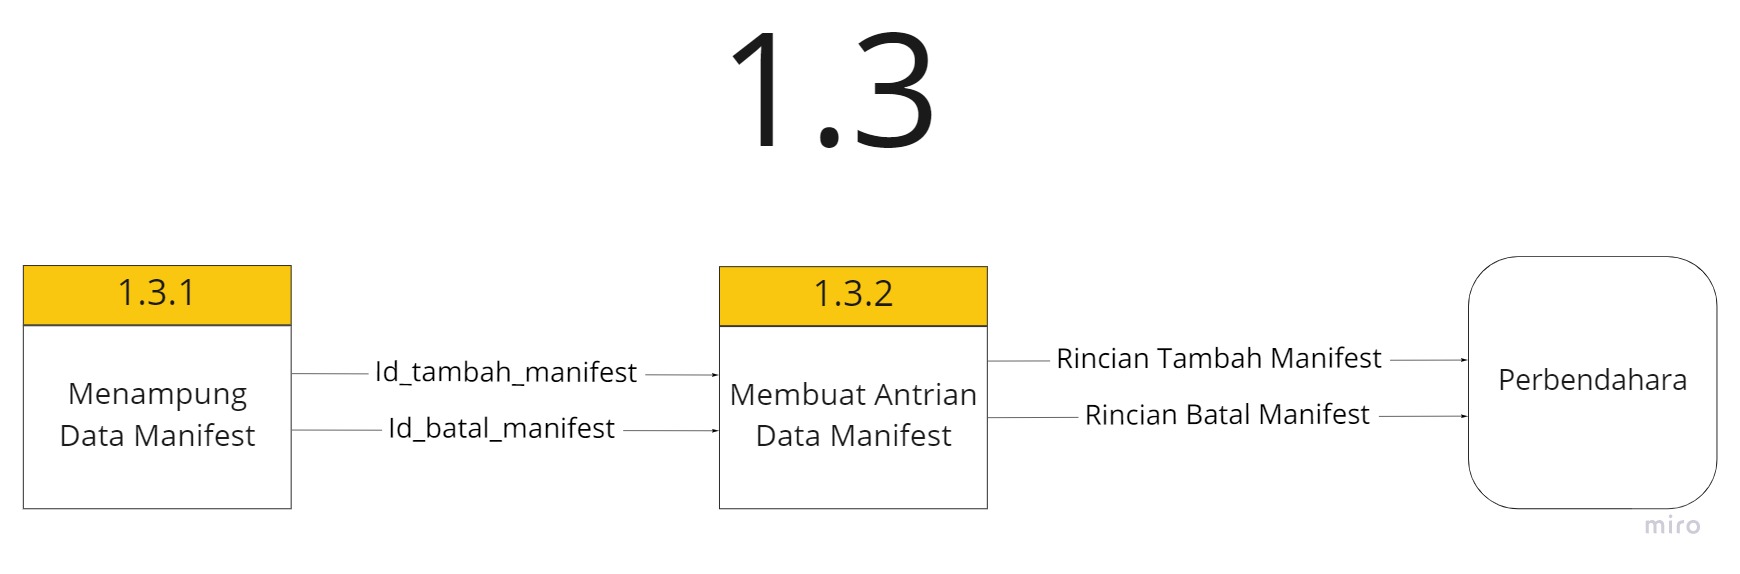 1.3
1.3.1
Menampung
Data Manifest
Id_tambah_manifest
Id_batal_manifest
1.3.2
Membuat Antrian
Data Manifest
Rincian Tambah Manifest
Rincian Batal Manifest
Perbendahara
miro